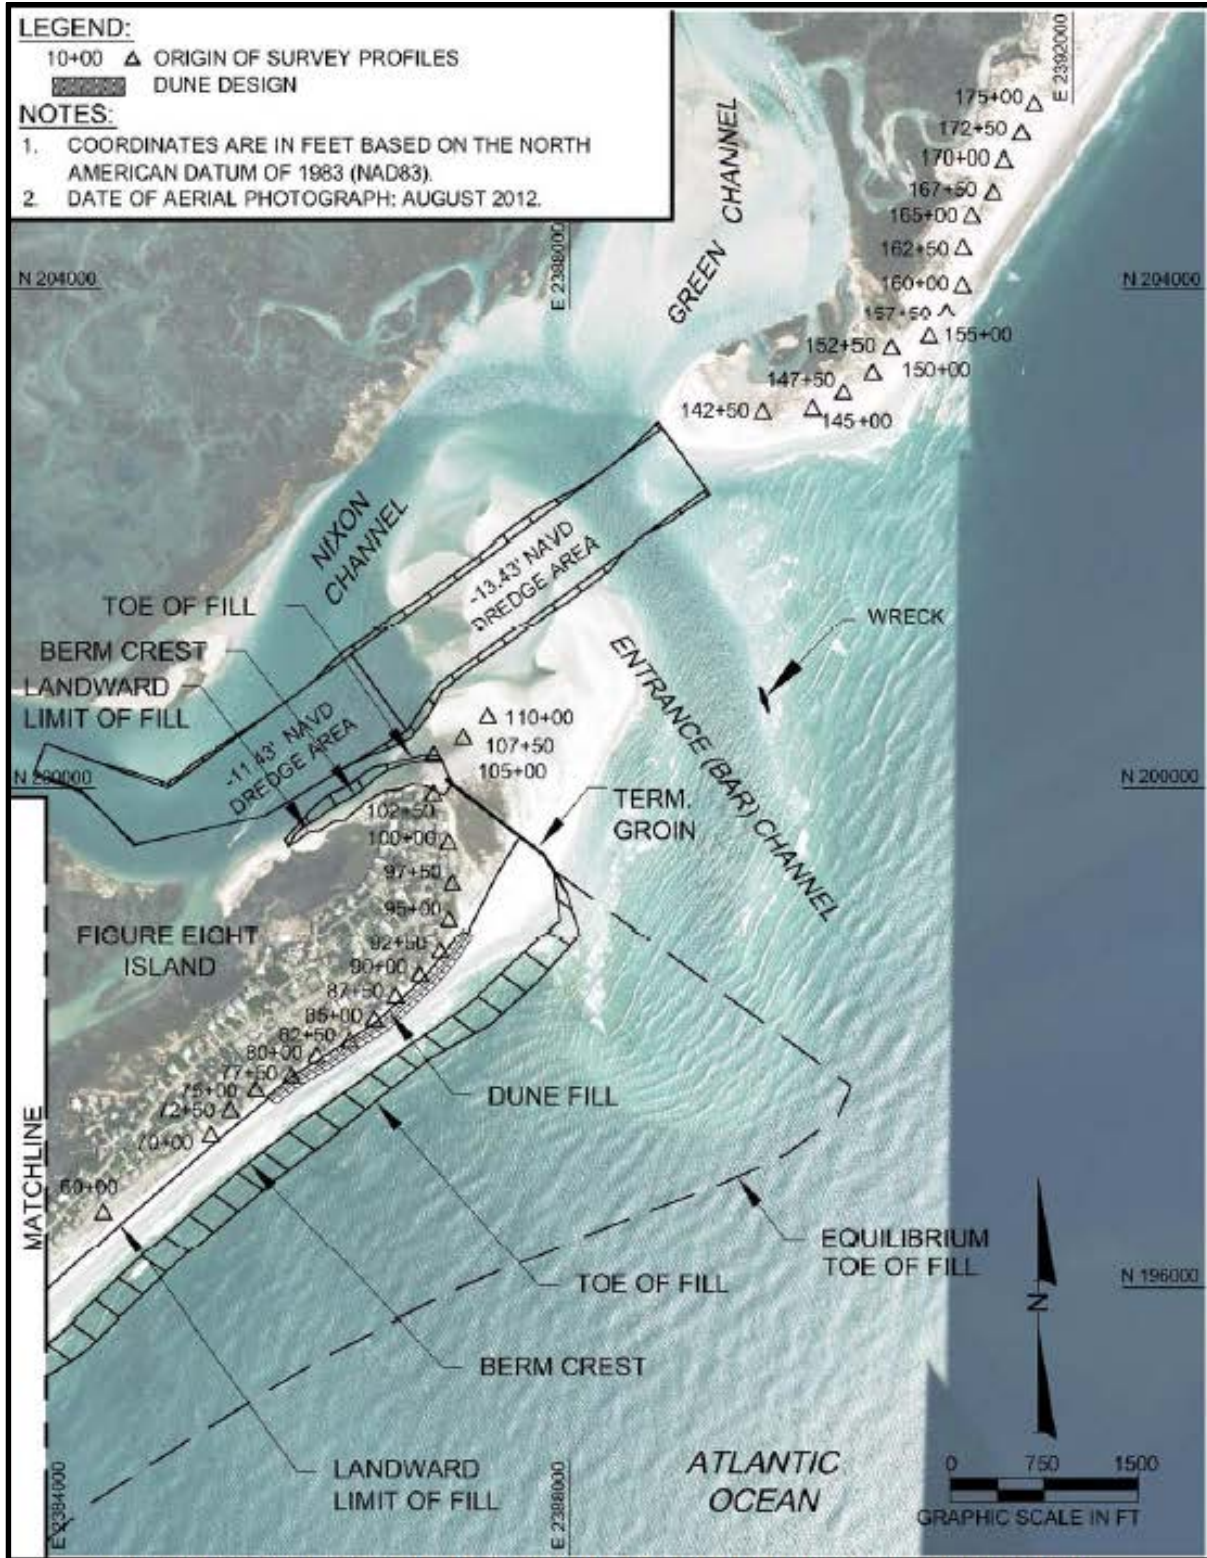 LEGEND:
10+00 △ ORIGIN OF SURVEY PROFILES
DUNE DESIGN
NOTES:
1. COORDINATES ARE IN FEET BASED ON THE NORTH
AMERICAN DATUM OF 1983 (NAD83).
2. DATE OF AERIAL PHOTOGRAPH: AUGUST 2012.
E 2392000
175+00
172+50
170+00
167+50
165+00
162+50
160+00
157+50
155+00
152+50
150+00
147+50
145+00
142+50
GREEN CHANNEL
E 2388000
N 204000
N 204000
NIXON
CHANNEL
-13.43' NAVD
DREDGE AREA
TOE OF FILL
BERM CREST
LANDWARD
LIMIT OF FILL
WRECK
ENTRANCE (BAR) CHANNEL
-11.43' NAVD
DREDGE AREA
110+00
107+50
105+00
N 200000
N 200000
TERM.
GROIN
102+50
100+00
97+50
95+00
92+50
90+00
87+50
85+00
82+50
80+00
77+50
75+00
72+50
70+00
60+00
FIGURE EIGHT
ISLAND
DUNE FILL
MATCHLINE
EQUILIBRIUM
TOE OF FILL
TOE OF FILL
N 196000
BERM CREST
N
LANDWARD
LIMIT OF FILL
E 2384000
E 2388000
ATLANTIC
OCEAN
0 750 1500
GRAPHIC SCALE IN FT